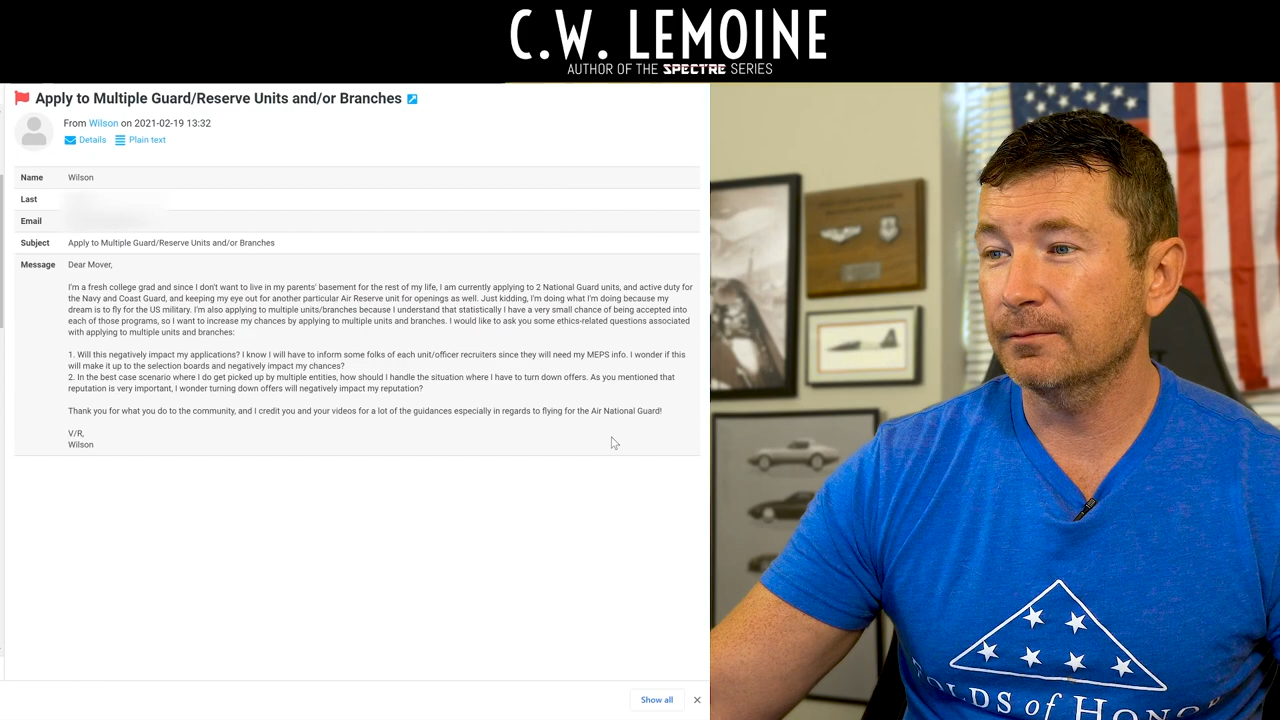 C.W. LEMOINE
AUTHOR OF THE SPECTRE SERIES
Apply to Multiple Guard/Reserve Units and/or Branches
From Wilson on 2021-02-19 13:32
Details Plain text
Name Wilson
Last
Email
Subject Apply to Multiple Guard/Reserve Units and/or Branches
Message Dear Mover,
I'm a fresh college grad and since I don't want to live in my parents' basement for the rest of my life, I am currently applying to 2 National Guard units, and active duty for
the Navy and Coast Guard, and keeping my eye out for another particular Air Reserve unit for openings as well. Just kidding, I'm doing what I'm doing because my
dream is to fly for the US military. I'm also applying to multiple units/branches because I understand that statistically I have a very small chance of being accepted into
each of those programs, so I want to increase my chances by applying to multiple units and branches. I would like to ask you some ethics-related questions associated
with applying to multiple units and branches:
1. Will this negatively impact my applications? I know I will have to inform some folks of each unit/officer recruiters since they will need my MEPS info. I wonder if this
will make it up to the selection boards and negatively impact my chances?
2. In the best case scenario where I do get picked up by multiple entities, how should I handle the situation where I have to turn down offers. As you mentioned that
reputation is very important, I wonder turning down offers will negatively impact my reputation?
Thank you for what you do to the community, and I credit you and your videos for a lot of the guidances especially in regards to flying for the Air National Guard!
V/R,
Wilson
Show all
FOLDS of HONOR